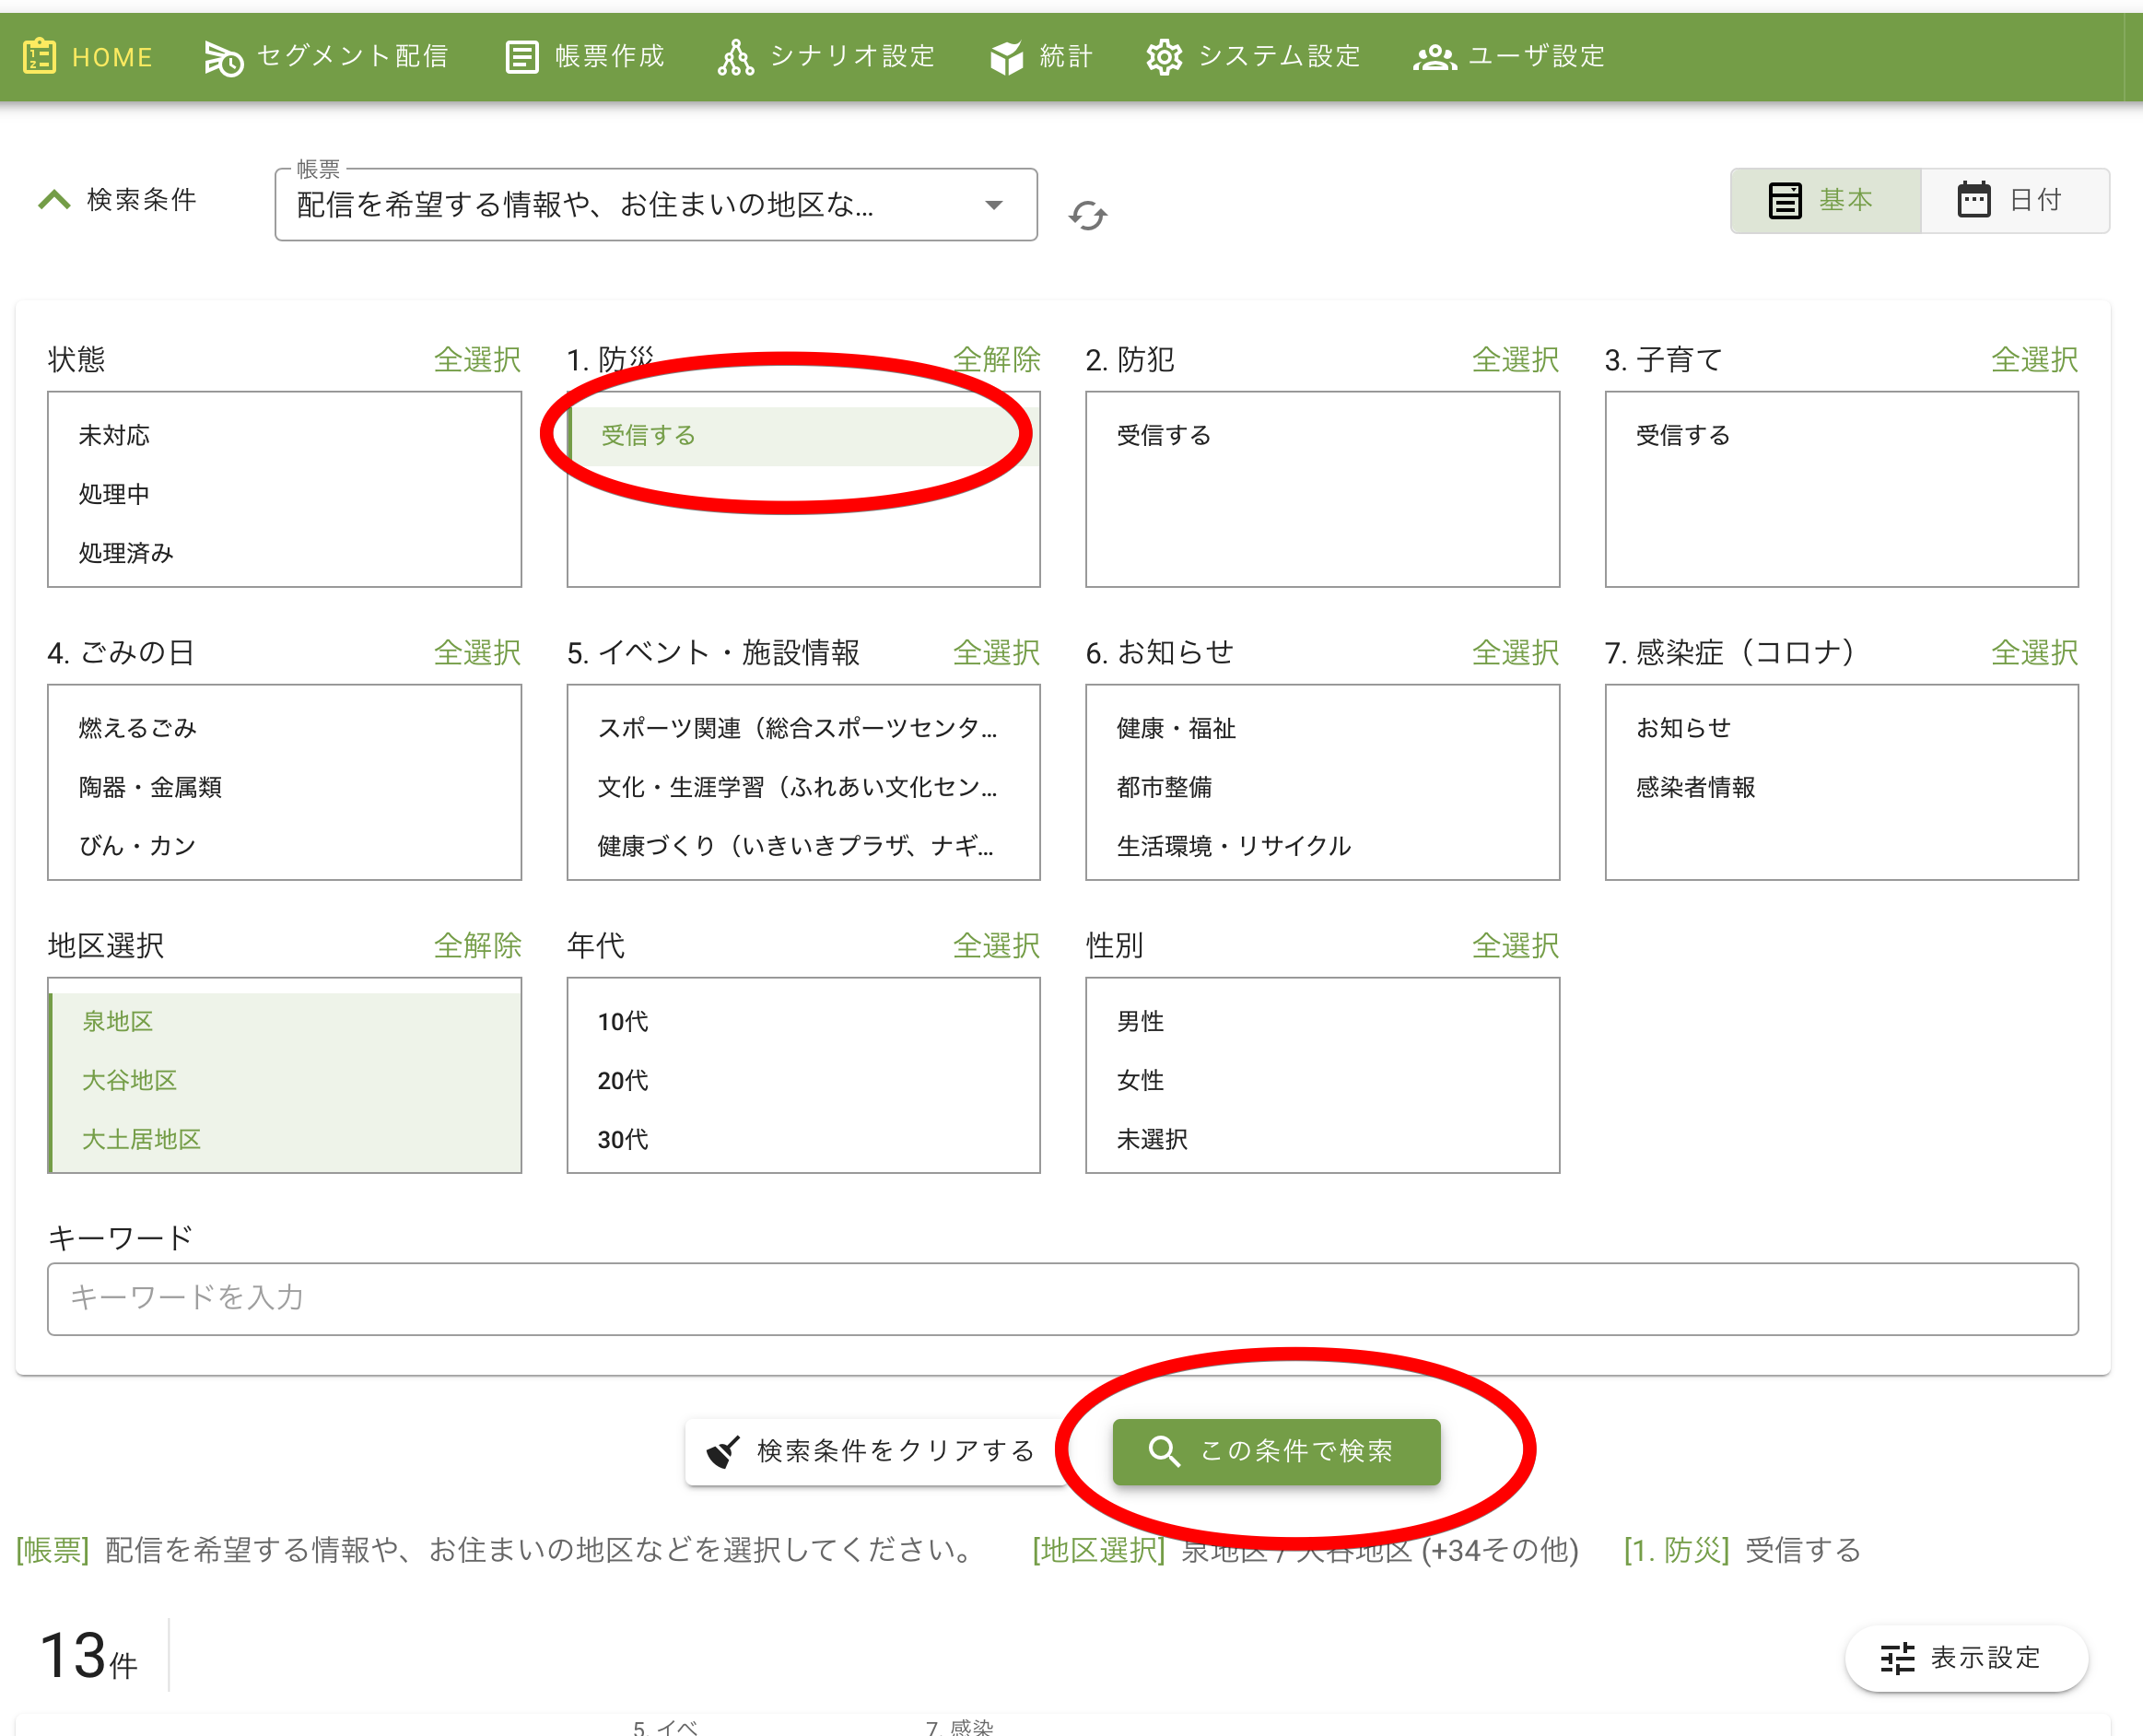 HOME セグメント配信 帳票作成 シナリオ設定 統計 システム設定 ユーザ設定
検索条件
帳票
配信を希望する情報や、お住まいの地区な...
基本 日付
状態 全選択
未対応
処理中
処理済み
1. 防災 全解除
受信する
2. 防犯 全選択
受信する
3. 子育て 全選択
受信する
4. ごみの日 全選択
燃えるごみ
陶器・金属類
びん・カン
5. イベント・施設情報 全選択
スポーツ関連（総合スポーツセンタ...
文化・生涯学習（ふれあい文化セン...
健康づくり（いきいきプラザ、ナギ...
6. お知らせ 全選択
健康・福祉
都市整備
生活環境・リサイクル
7. 感染症（コロナ） 全選択
お知らせ
感染者情報
地区選択 全解除
泉地区
大谷地区
大土居地区
年代 全選択
10代
20代
30代
性別 全選択
男性
女性
未選択
キーワード
キーワードを入力
検索条件をクリアする この条件で検索
[帳票] 配信を希望する情報や、お住まいの地区などを選択してください。 [地区選択] 泉地区 / 大谷地区 (+34その他) [1. 防災] 受信する
13件
表示設定
5. イベ 7. 感染